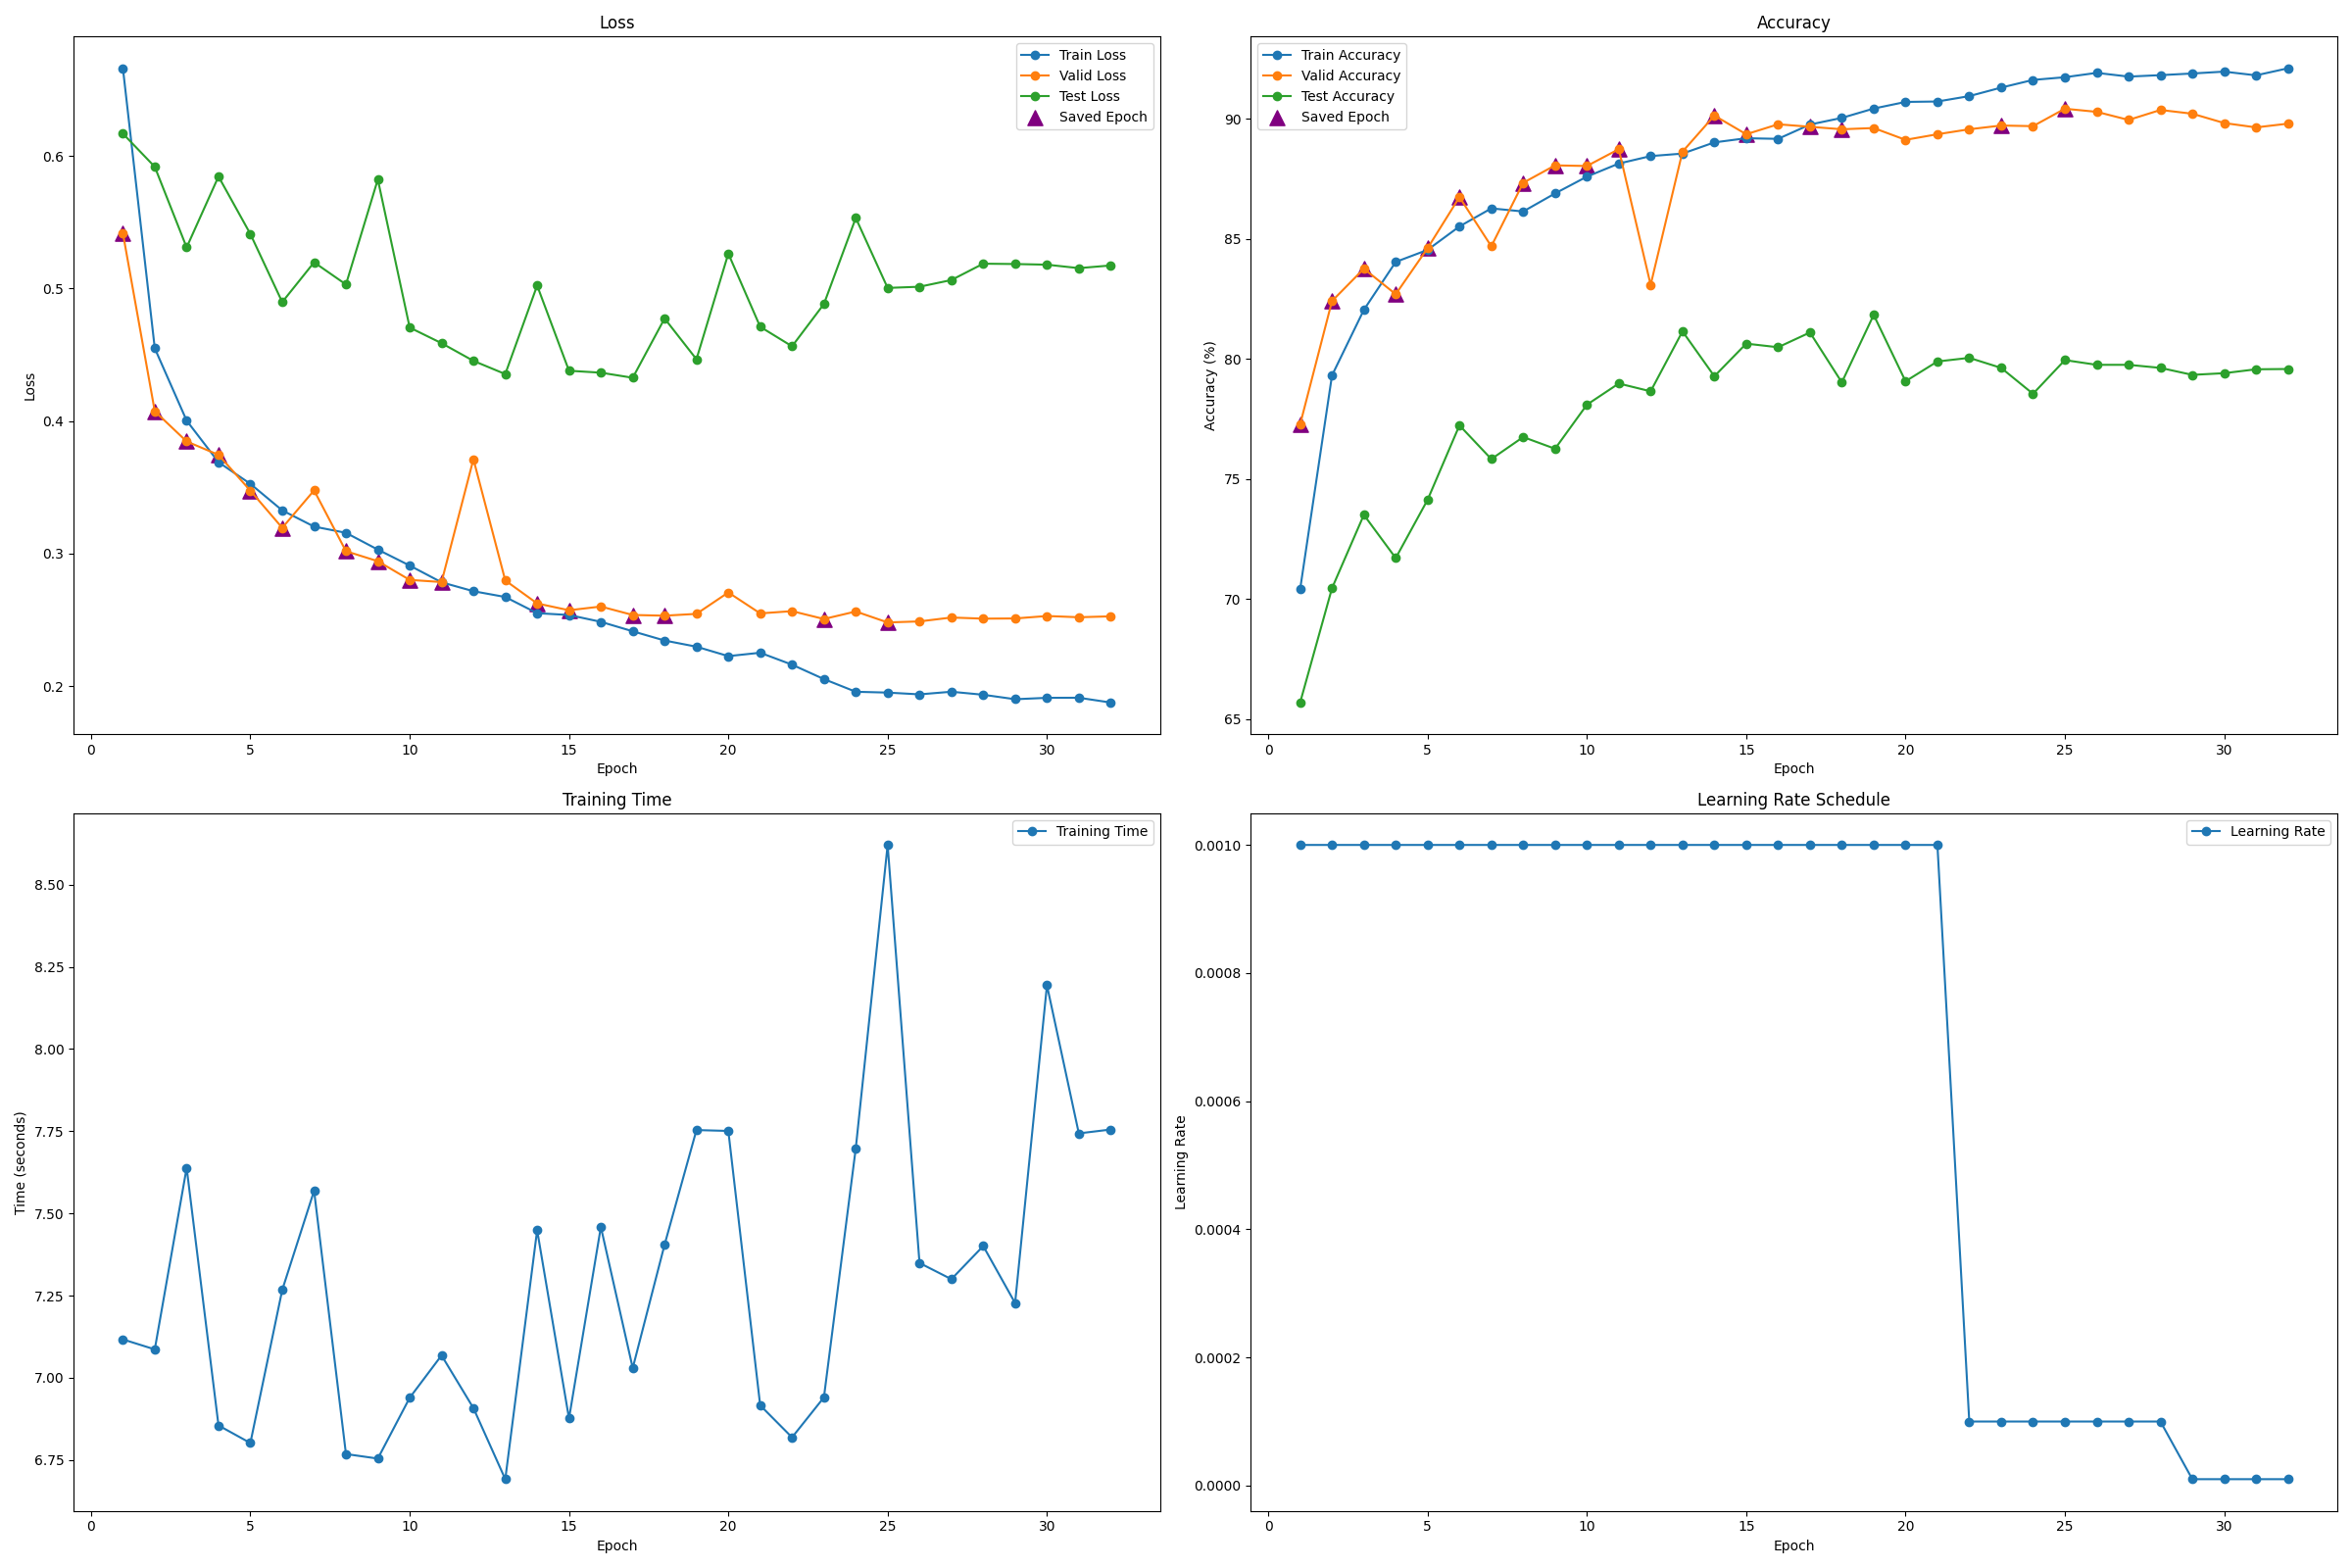 Loss
Train Loss
Valid Loss
Test Loss
Saved Epoch
0.6
0.5
0.4
0.3
0.2
Loss
0 5 10 15 20 25 30
Epoch
Accuracy
Train Accuracy
Valid Accuracy
Test Accuracy
Saved Epoch
90
85
80
75
70
65
Accuracy (%)
0 5 10 15 20 25 30
Epoch
Training Time
Training Time
8.50
8.25
8.00
7.75
7.50
7.25
7.00
6.75
Time (seconds)
0 5 10 15 20 25 30
Epoch
Learning Rate Schedule
Learning Rate
0.0010
0.0008
0.0006
0.0004
0.0002
0.0000
Learning Rate
0 5 10 15 20 25 30
Epoch